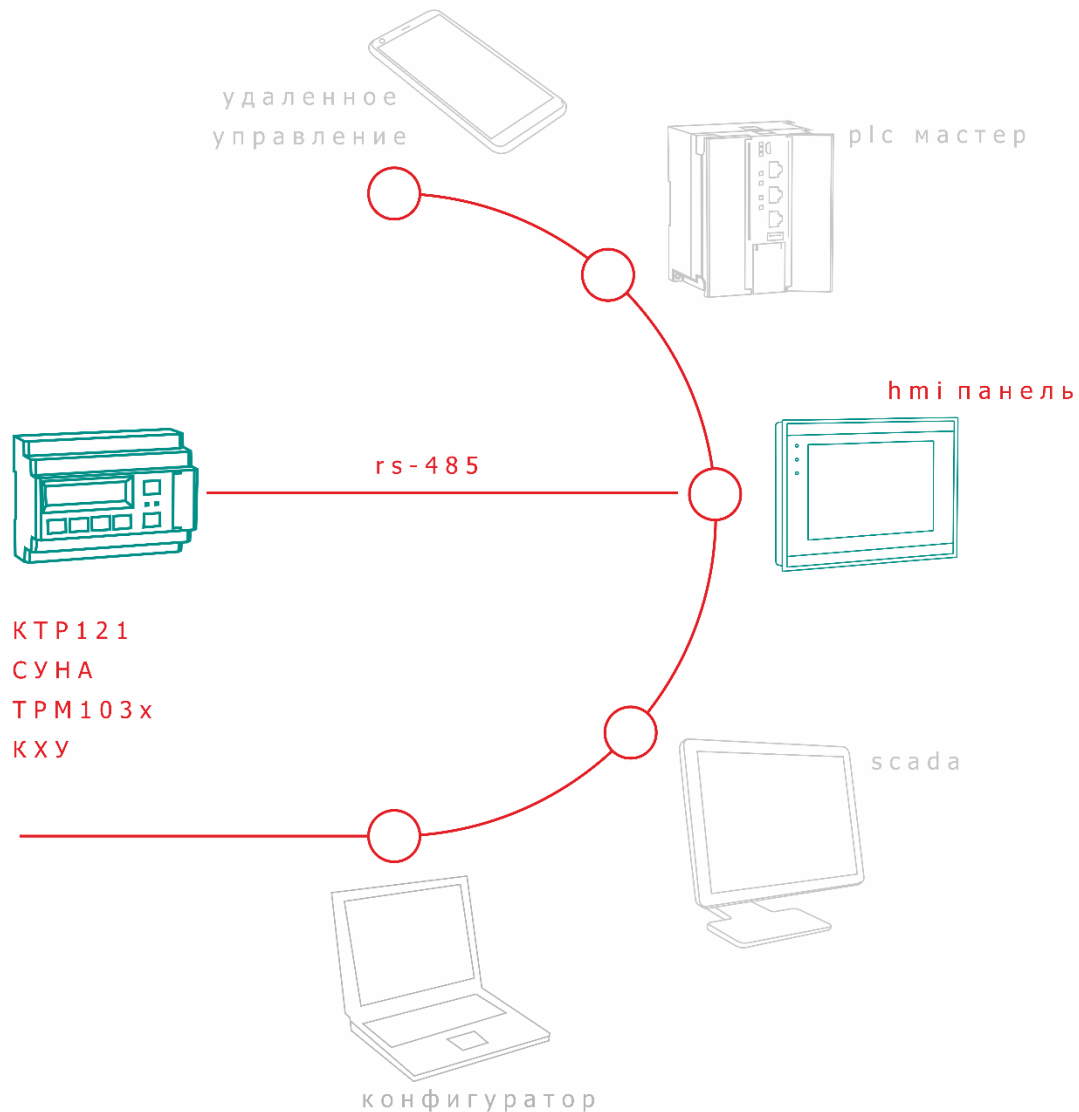 удаленное
управление
plc мастер
hmi панель
rs-485
КТР121
СУНА
ТРМ103х
КХУ
scada
конфигуратор